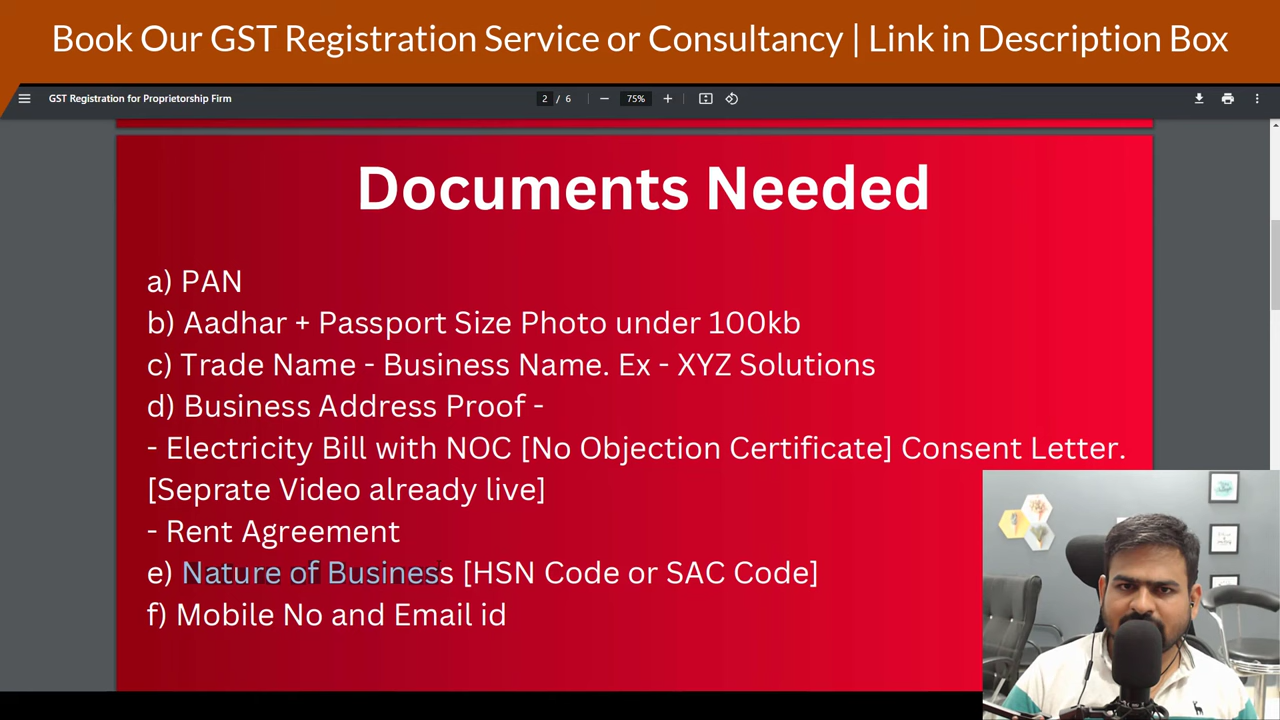 Book Our GST Registration Service or Consultancy | Link in Description Box
GST Registration for Proprietorship Firm
2 / 6
75%
Documents Needed
a) PAN
b) Aadhar + Passport Size Photo under 100kb
c) Trade Name - Business Name. Ex - XYZ Solutions
d) Business Address Proof -
- Electricity Bill with NOC [No Objection Certificate] Consent Letter.
[Seprate Video already live]
- Rent Agreement
e) Nature of Business [HSN Code or SAC Code]
f) Mobile No and Email id